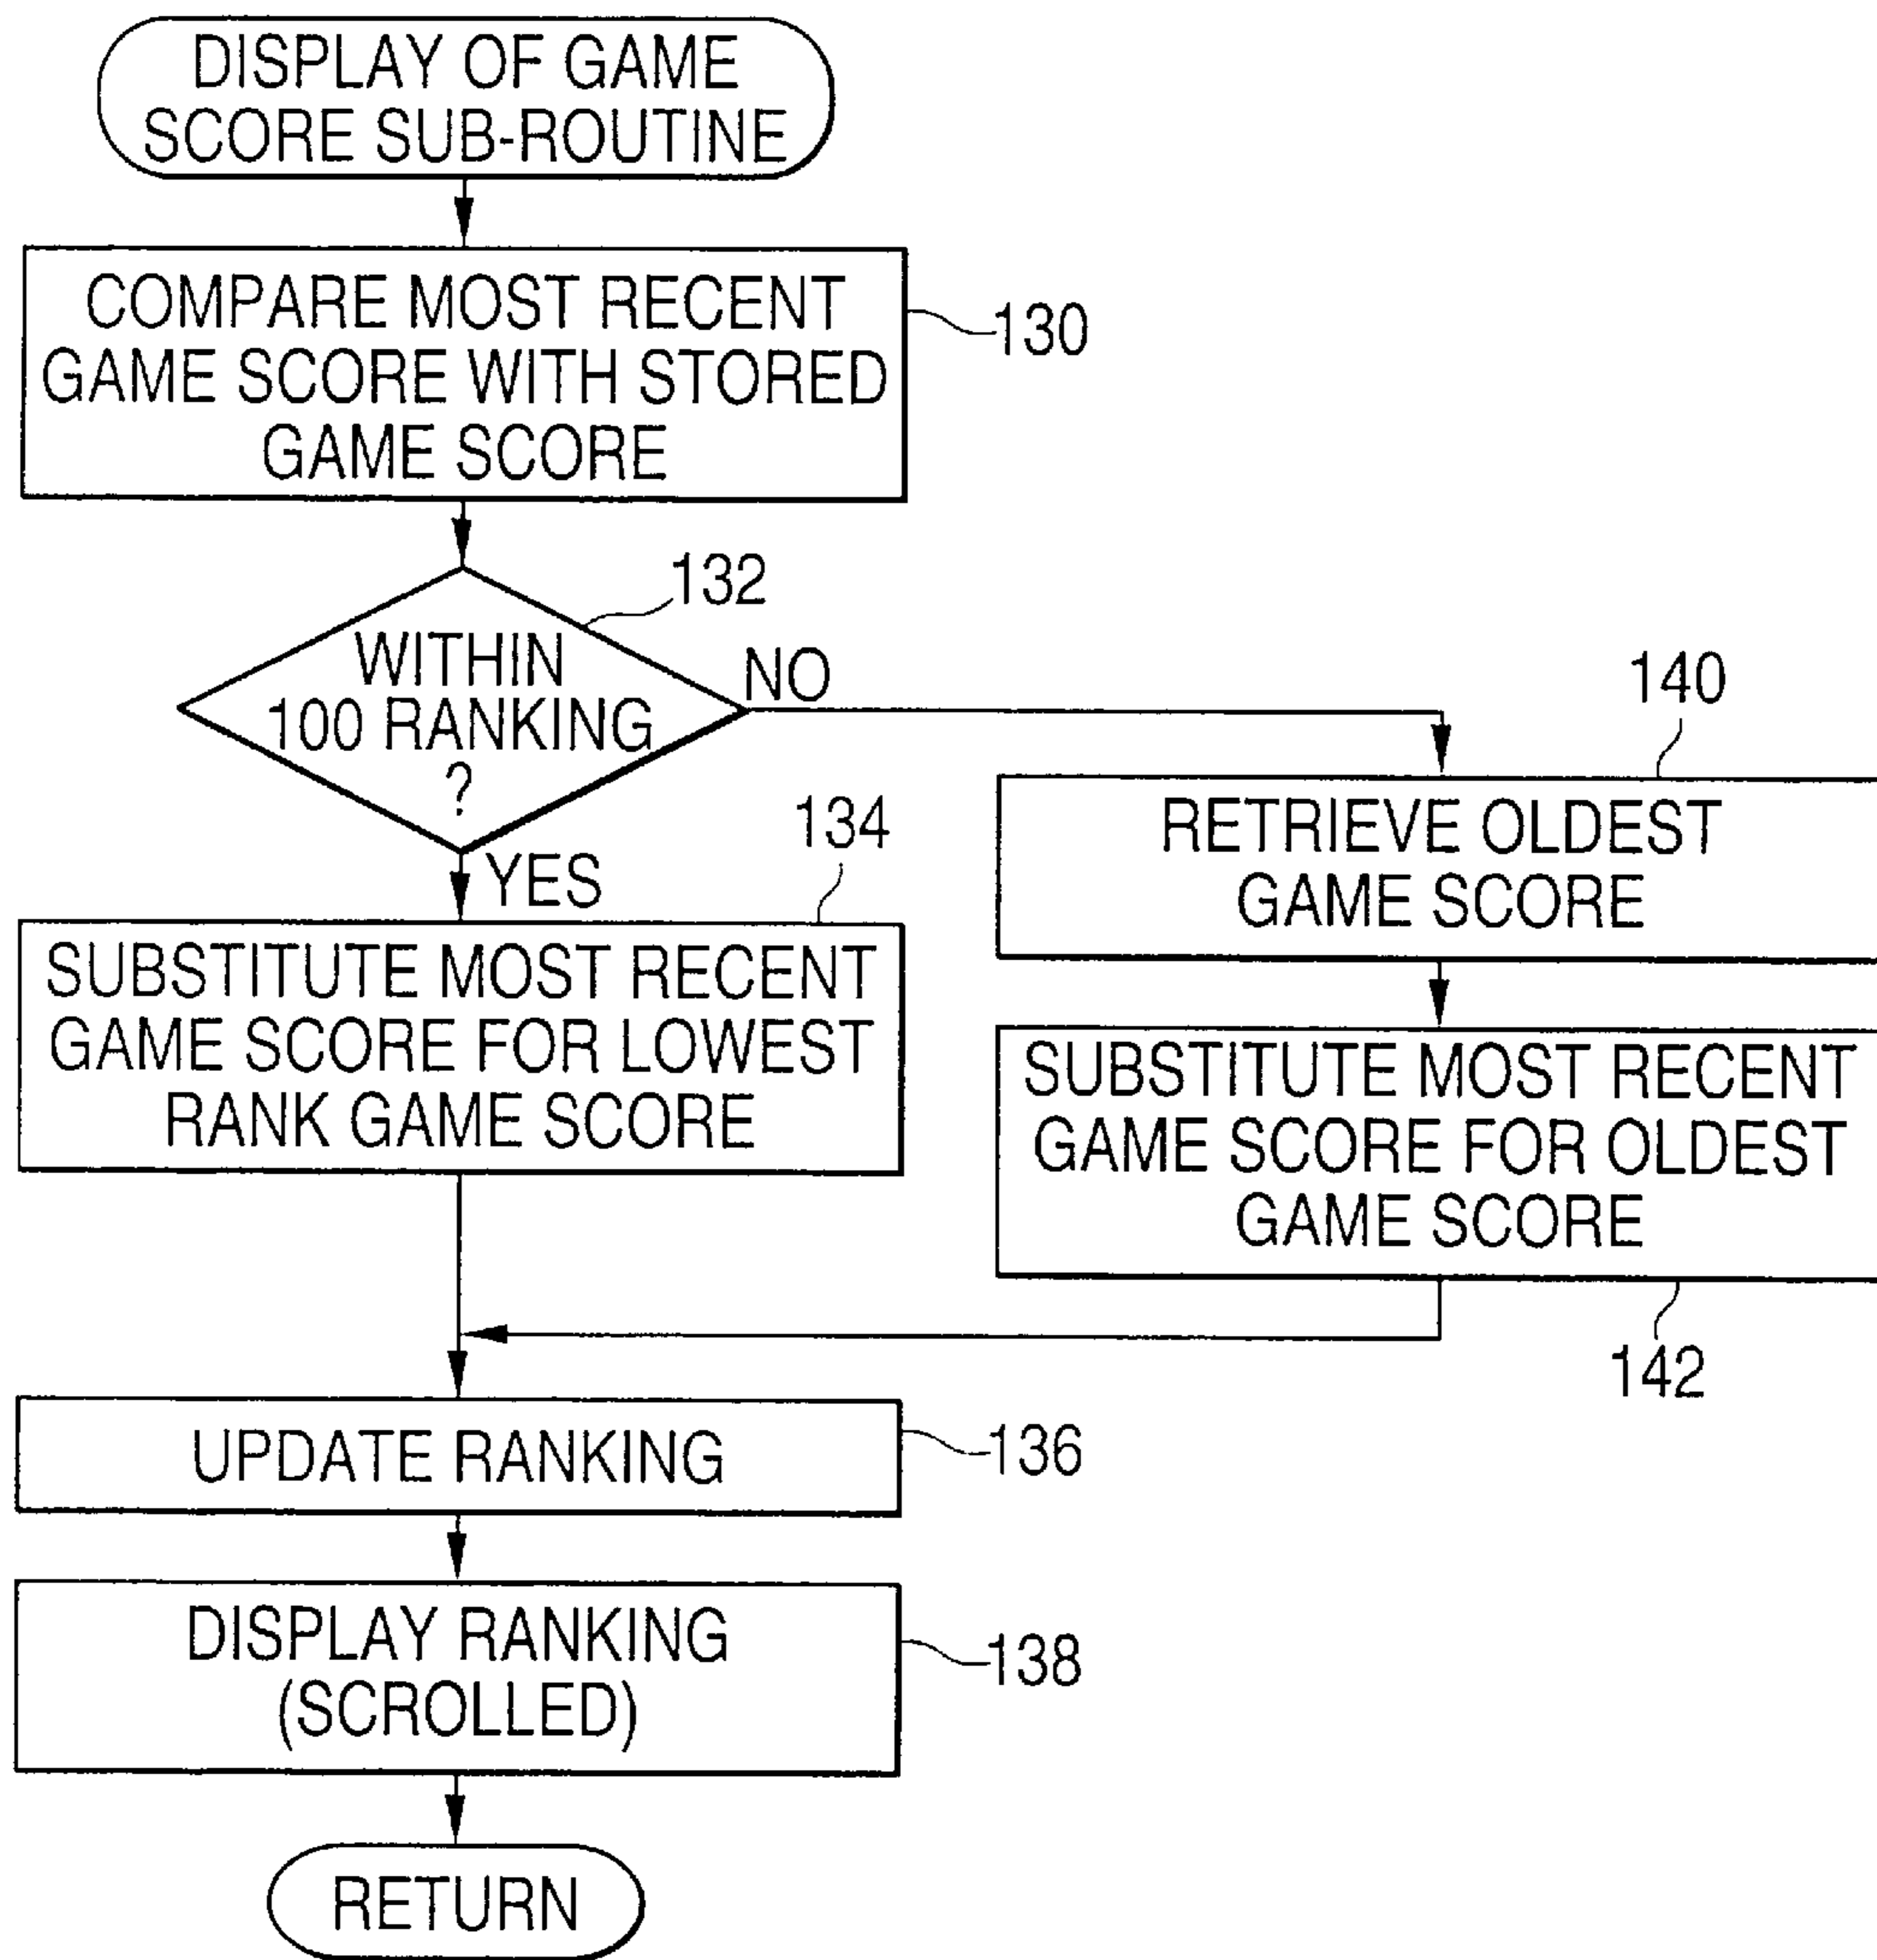 DISPLAY OF GAME
SCORE SUB-ROUTINE
COMPARE MOST RECENT
GAME SCORE WITH STORED
GAME SCORE
130
132
WITHIN
100 RANKING
?
NO
YES
134
SUBSTITUTE MOST RECENT
GAME SCORE FOR LOWEST
RANK GAME SCORE
140
RETRIEVE OLDEST
GAME SCORE
SUBSTITUTE MOST RECENT
GAME SCORE FOR OLDEST
GAME SCORE
142
UPDATE RANKING
136
DISPLAY RANKING
(SCROLLED)
138
RETURN